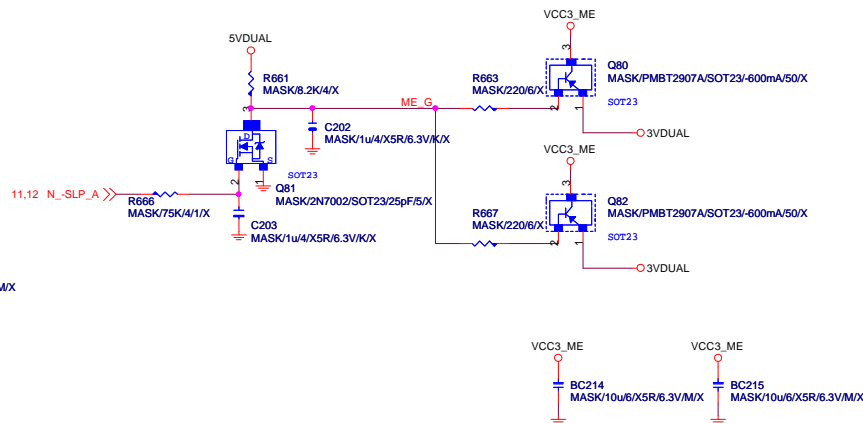 VCC3_ME
5VDUAL
3
Q80
MASK/PMBT2907A/SOT23/-600mA/50/X
R661
MASK/8.2K/4/X
R663
MASK/220/6/X
SOT23
3
ME_G
2
1
D
C202
MASK/1u/4/X5R/6.3V/K/X
3VDUAL
VCC3_ME
G
S
SOT23
3
2
1
Q81
MASK/2N7002/SOT23/25pF/5/X
11,12 N_-SLP_A
R666
MASK/75K/4/1/X
Q82
MASK/PMBT2907A/SOT23/-600mA/50/X
R667
MASK/220/6/X
C203
MASK/1u/4/X5R/6.3V/K/X
SOT23
2
1
3VDUAL
M/X
VCC3_ME
VCC3_ME
BC214
MASK/10u/6/X5R/6.3V/M/X
BC215
MASK/10u/6/X5R/6.3V/M/X